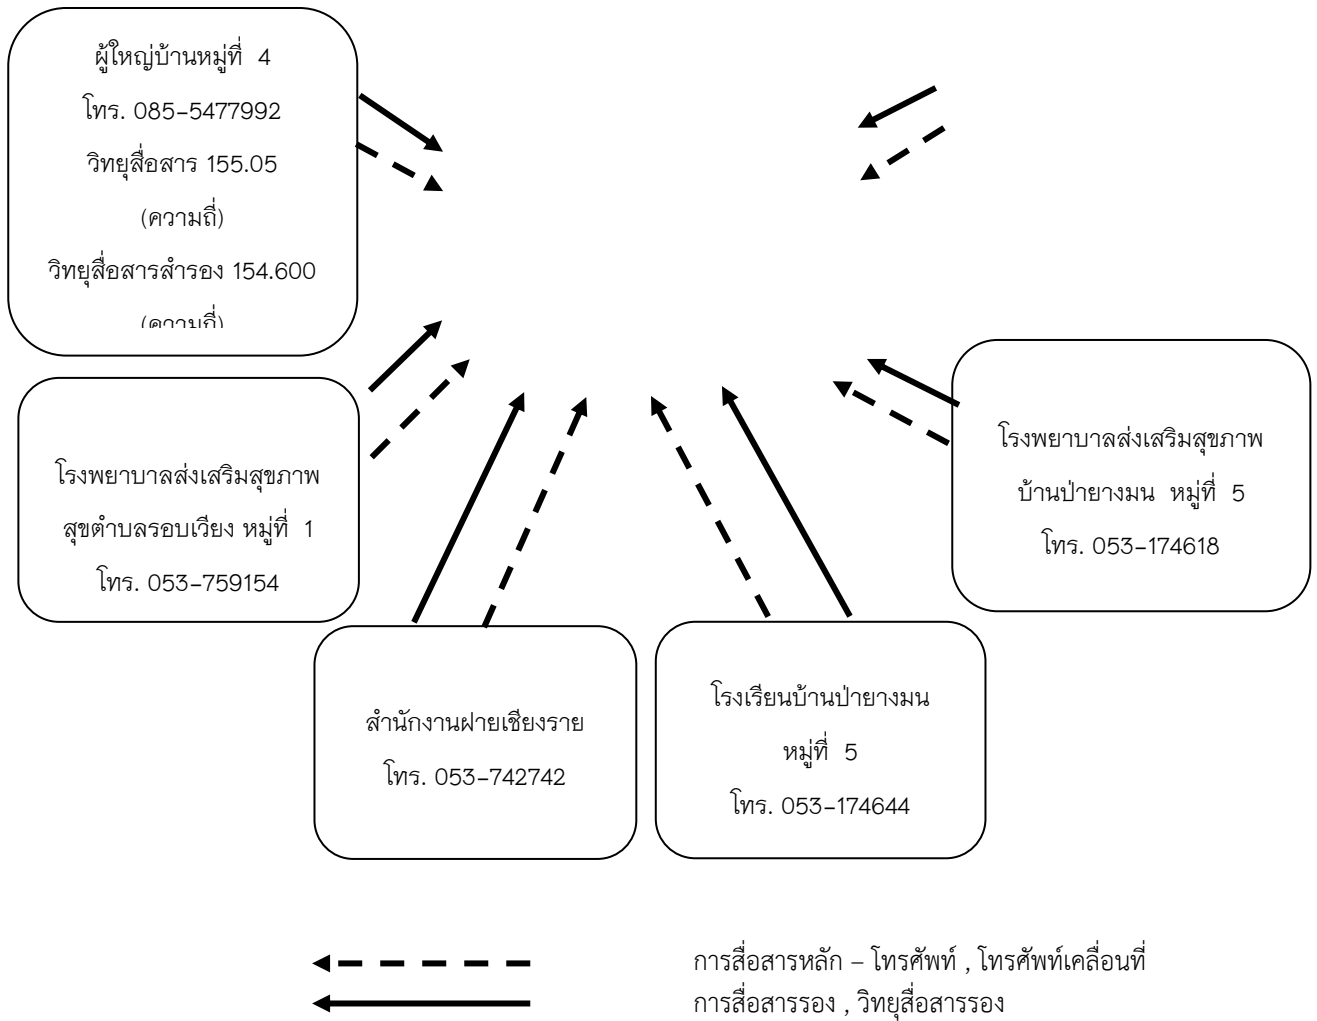 ผู้ใหญ่บ้านหมู่ที่ 4
โทร. 085-5477992
วิทยุสื่อสาร 155.05
(ความถี่)
วิทยุสื่อสารสำรอง 154.600
(ความถี่)
โรงพยาบาลส่งเสริมสุขภาพ
สุขตำบลรอบเวียง หมู่ที่ 1
โทร. 053-759154
โรงพยาบาลส่งเสริมสุขภาพ
บ้านป่ายางมน หมู่ที่ 5
โทร. 053-174618
สำนักงานฝายเชียงราย
โทร. 053-742742
โรงเรียนบ้านป่ายางมน
หมู่ที่ 5
โทร. 053-174644
การสื่อสารหลัก – โทรศัพท์ , โทรศัพท์เคลื่อนที่
การสื่อสารรอง , วิทยุสื่อสารรอง